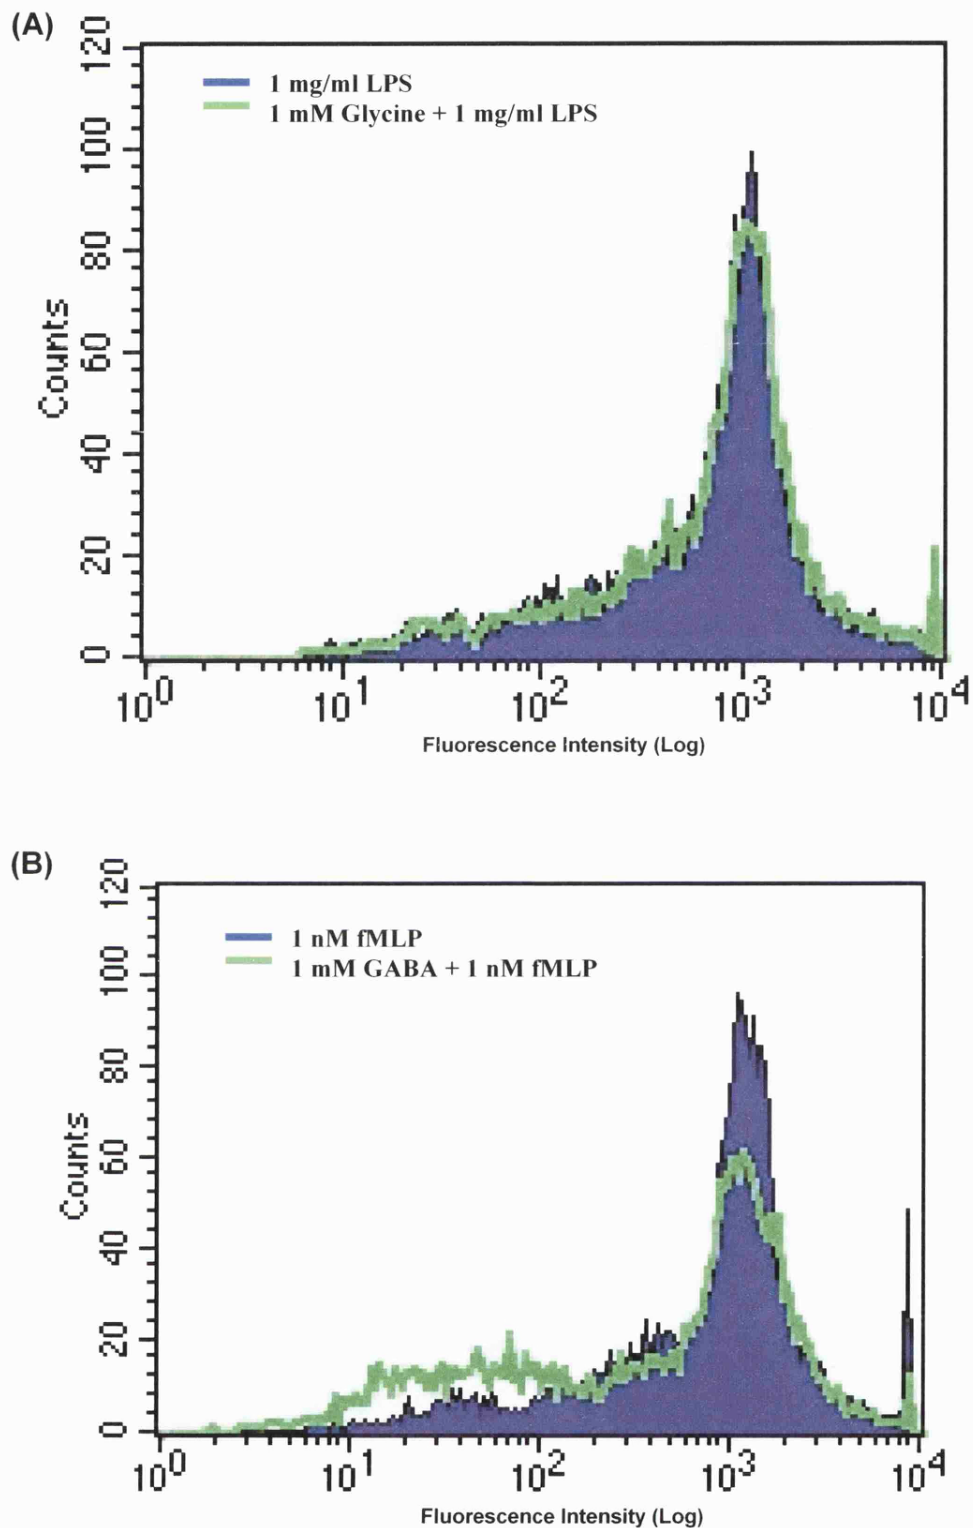 (A)
120
100
80
60
40
20
0
Counts
1 mg/ml LPS
1 mM Glycine + 1 mg/ml LPS
10^0 10^1 10^2 10^3 10^4
Fluorescence Intensity (Log)
(B)
120
100
80
60
40
20
0
Counts
1 nM fMLP
1 mM GABA + 1 nM fMLP
10^0 10^1 10^2 10^3 10^4
Fluorescence Intensity (Log)